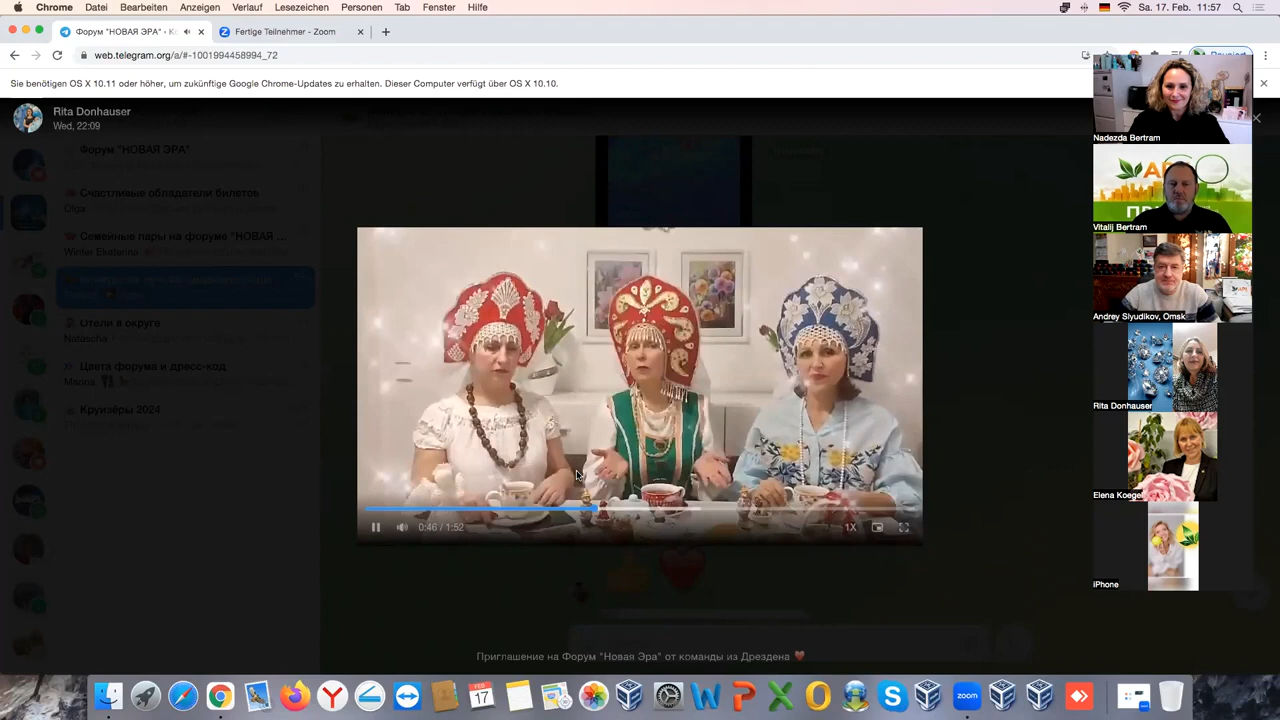 Chrome Datei Bearbeiten Anzeigen Verlauf Lesezeichen Personen Tab Fenster Hilfe
Sa. 17. Feb. 11:57
Форум "НОВАЯ ЭРА"
Fertige Teilnehmer - Zoom
web.telegram.org/a/#-1001994458994_72
Pausiert
Sie benötigen OS X 10.11 oder höher, um zukünftige Google Chrome-Updates zu erhalten. Dieser Computer verfügt über OS X 10.10.
Rita Donhauser
Wed, 22:09
Форум "НОВАЯ ЭРА"
Счастливые обладатели билетов
Olga
Семейные пары на форуме "НОВАЯ ...
Winter Ekaterina
Отели в округе
Natascha
Цвета форума и дресс-код
Круизёры 2024
0:46 / 1:52
1X
Приглашение на Форум "Новая Эра" от команды из Дрездена
Nadezda Bertram
Vitalij Bertram
Andrey Slyudikov, Omsk
Rita Donhauser
Elena Koegel
iPhone
FEB
17
zoom